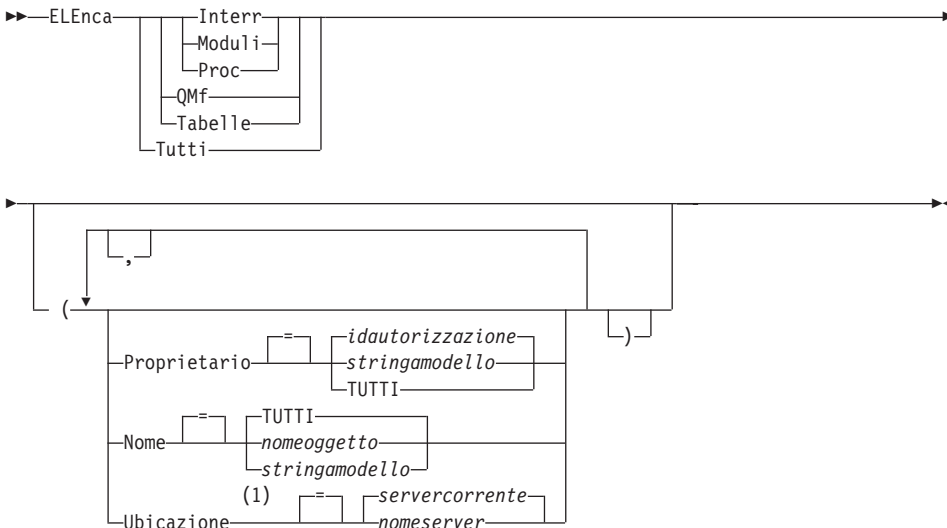 ELEnca Interr
Moduli
Proc
QMf
Tabelle
Tutti
,
( )
=
idautorizzazione
Proprietario stringamodello
TUTTI
= TUTTI
Nome nomeoggetto
stringamodello
(1) = servercorrente
Ubicazione nomeserver